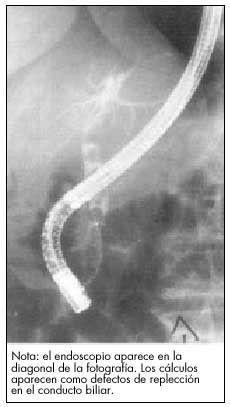 Nota: el endoscopio aparece en la
diagonal de la fotografía. Los cálculos
aparecen como defectos de replección
en el conducto biliar.